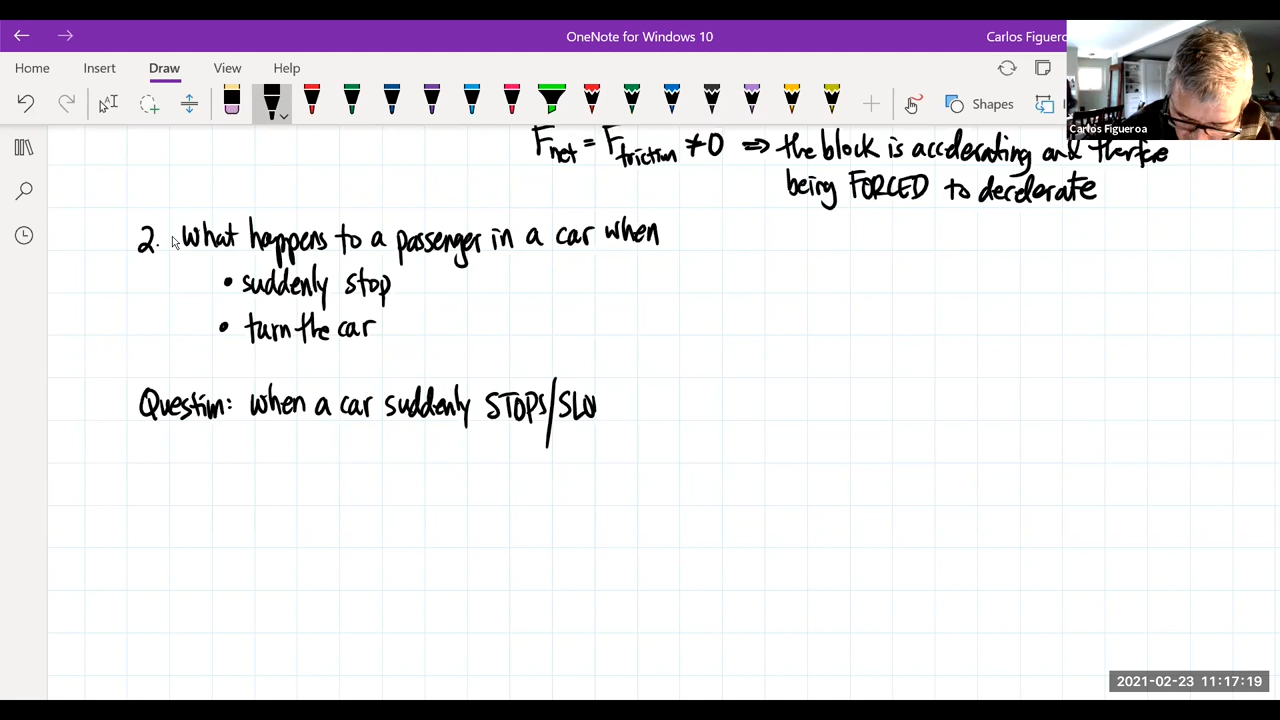 OneNote for Windows 10
Carlos Figuero
Home Insert Draw View Help
Shapes
Carlos Figueroa
Fnet = Ffriction ≠ 0 ⇒ the block is accelerating and therfore
being FORCED to decelerate
2. What happens to a passenger in a car when
• suddenly stop
• turn the car
Question: when a car suddenly STOPS/SLO
2021-02-23 11:17:19